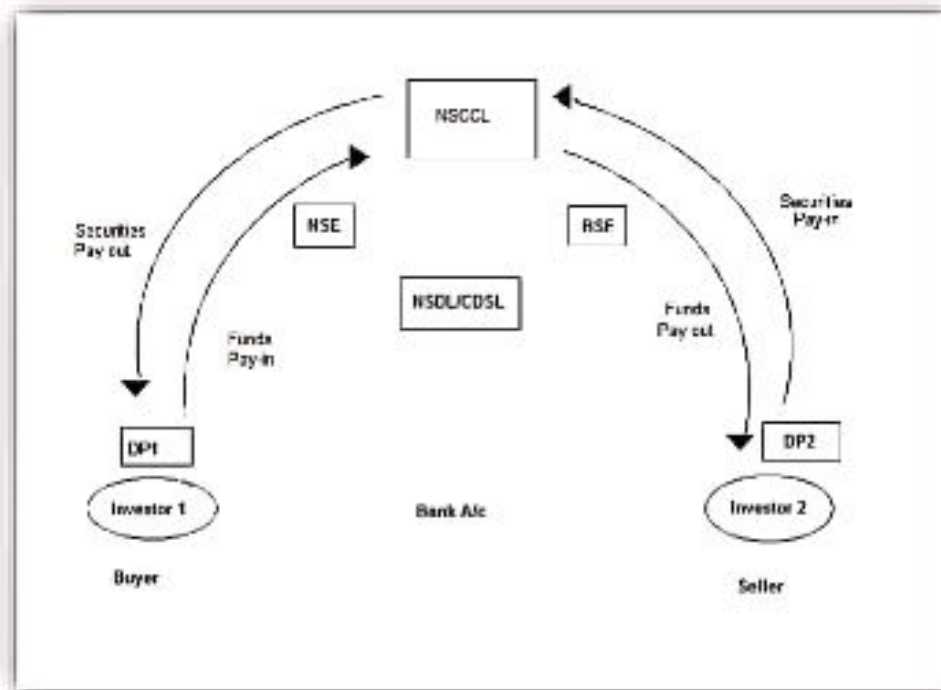 NSCCL
Securities
Pay out
Securities
Pay-in
NSE
BSE
NSDL/CDSL
Funds
Pay-in
Funds
Pay out
DP1
DP2
Investor 1
Bank A/c
Investor 2
Buyer
Seller